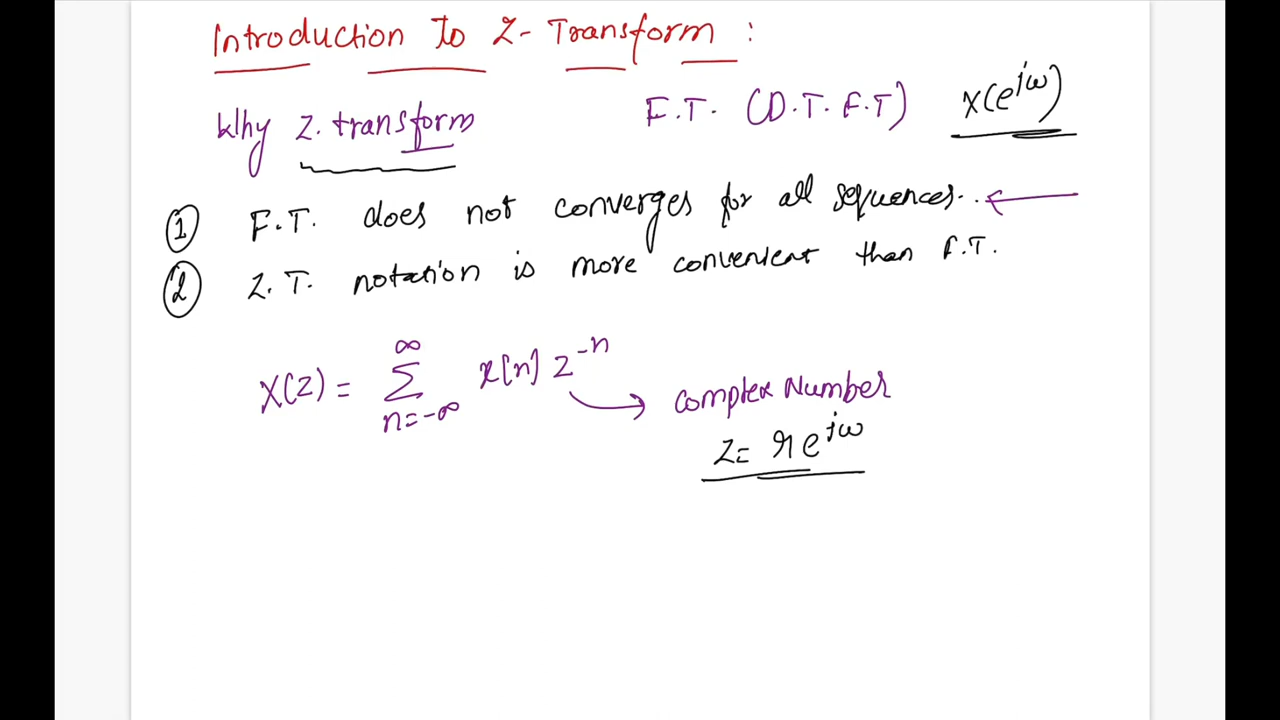 Introduction to Z-Transform :
Why Z.transform F.T. (D.T.F.T) X(e^jω)
① F.T. does not converges for all sequences..
② Z.T. notation is more convenient than F.T.
X(z) = ∑_{n=-∞}^{∞} x[n] z^-n
Complex Number
z= re^jω